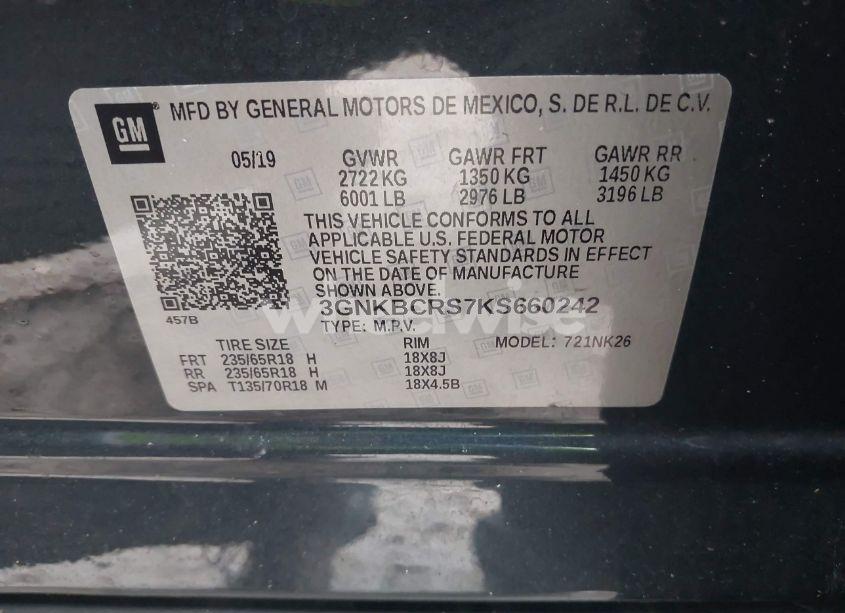 GM
MFD BY GENERAL MOTORS DE MEXICO, S. DE R.L. DE C.V.
05/19 GVWR GAWR FRT GAWR RR
2722 KG 1350 KG 1450 KG
6001 LB 2976 LB 3196 LB
THIS VEHICLE CONFORMS TO ALL
APPLICABLE U.S. FEDERAL MOTOR
VEHICLE SAFETY STANDARDS IN EFFECT
ON THE DATE OF MANUFACTURE
SHOWN ABOVE.
3GNKBCRS7KS660242
457B
TYPE: M.P.V. MODEL: 721NK26
TIRE SIZE RIM
FRT 235/65R18 H 18X8J
RR 235/65R18 H 18X8J
SPA T135/70R18 M 18X4.5B